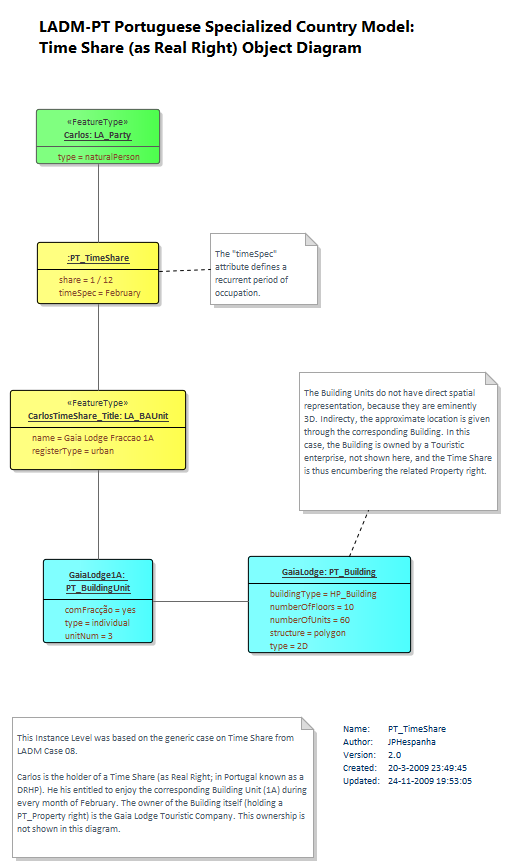 LADM-PT Portuguese Specialized Country Model:
Time Share (as Real Right) Object Diagram
«FeatureType»
Carlos: LA_Party
type = naturalPerson
:PT_TimeShare
share = 1 / 12
timeSpec = February
The "timeSpec"
attribute defines a
recurrent period of
occupation.
«FeatureType»
CarlosTimeShare_Title: LA_BAUnit
name = Gaia Lodge Fraccao 1A
registerType = urban
The Building Units do not have direct spatial
representation, because they are eminently
3D. Indirecty, the approximate location is given
through the corresponding Building. In this
case, the Building is owned by a Touristic
enterprise, not shown here, and the Time Share
is thus encumbering the related Property right.
GaiaLodge1A:
PT_BuildingUnit
comFracção = yes
type = individual
unitNum = 3
GaiaLodge: PT_Building
buildingType = HP_Building
numberOfFloors = 10
numberOfUnits = 60
structure = polygon
type = 2D
This Instance Level was based on the generic case on Time Share from
LADM Case 08.
Carlos is the holder of a Time Share (as Real Right; in Portugal known as a
DRHP). He his entitled to enjoy the corresponding Building Unit (1A) during
every month of February. The owner of the Building itself (holding a
PT_Property right) is the Gaia Lodge Touristic Company. This ownership is
not shown in this diagram.
Name: PT_TimeShare
Author: JPHespanha
Version: 2.0
Created: 20-3-2009 23:49:45
Updated: 24-11-2009 19:53:05